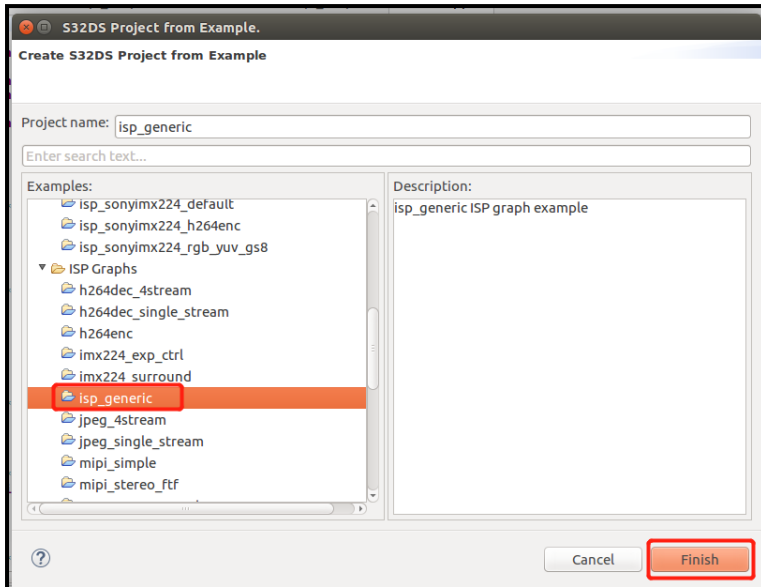 S32DS Project from Example.
Create S32DS Project from Example
Project name: isp_generic
Enter search text...
Examples:
isp_sonyimx224_default
isp_sonyimx224_h264enc
isp_sonyimx224_rgb_yuv_gs8
ISP Graphs
h264dec_4stream
h264dec_single_stream
h264enc
imx224_exp_ctrl
imx224_surround
isp_generic
jpeg_4stream
jpeg_single_stream
mipi_simple
mipi_stereo_ftf
Description:
isp_generic ISP graph example
?
Cancel
Finish